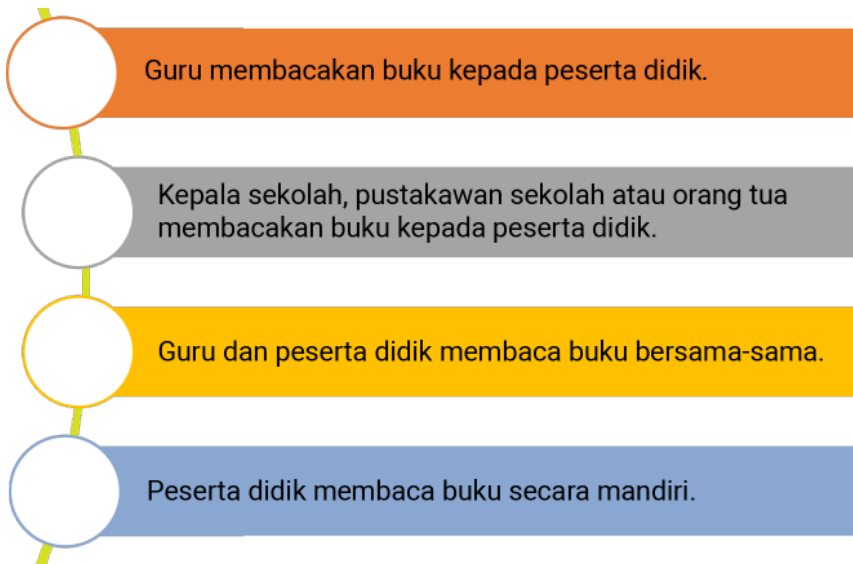 Guru membacakan buku kepada peserta didik.
Kepala sekolah, pustakawan sekolah atau orang tua
membacakan buku kepada peserta didik.
Guru dan peserta didik membaca buku bersama-sama.
Peserta didik membaca buku secara mandiri.